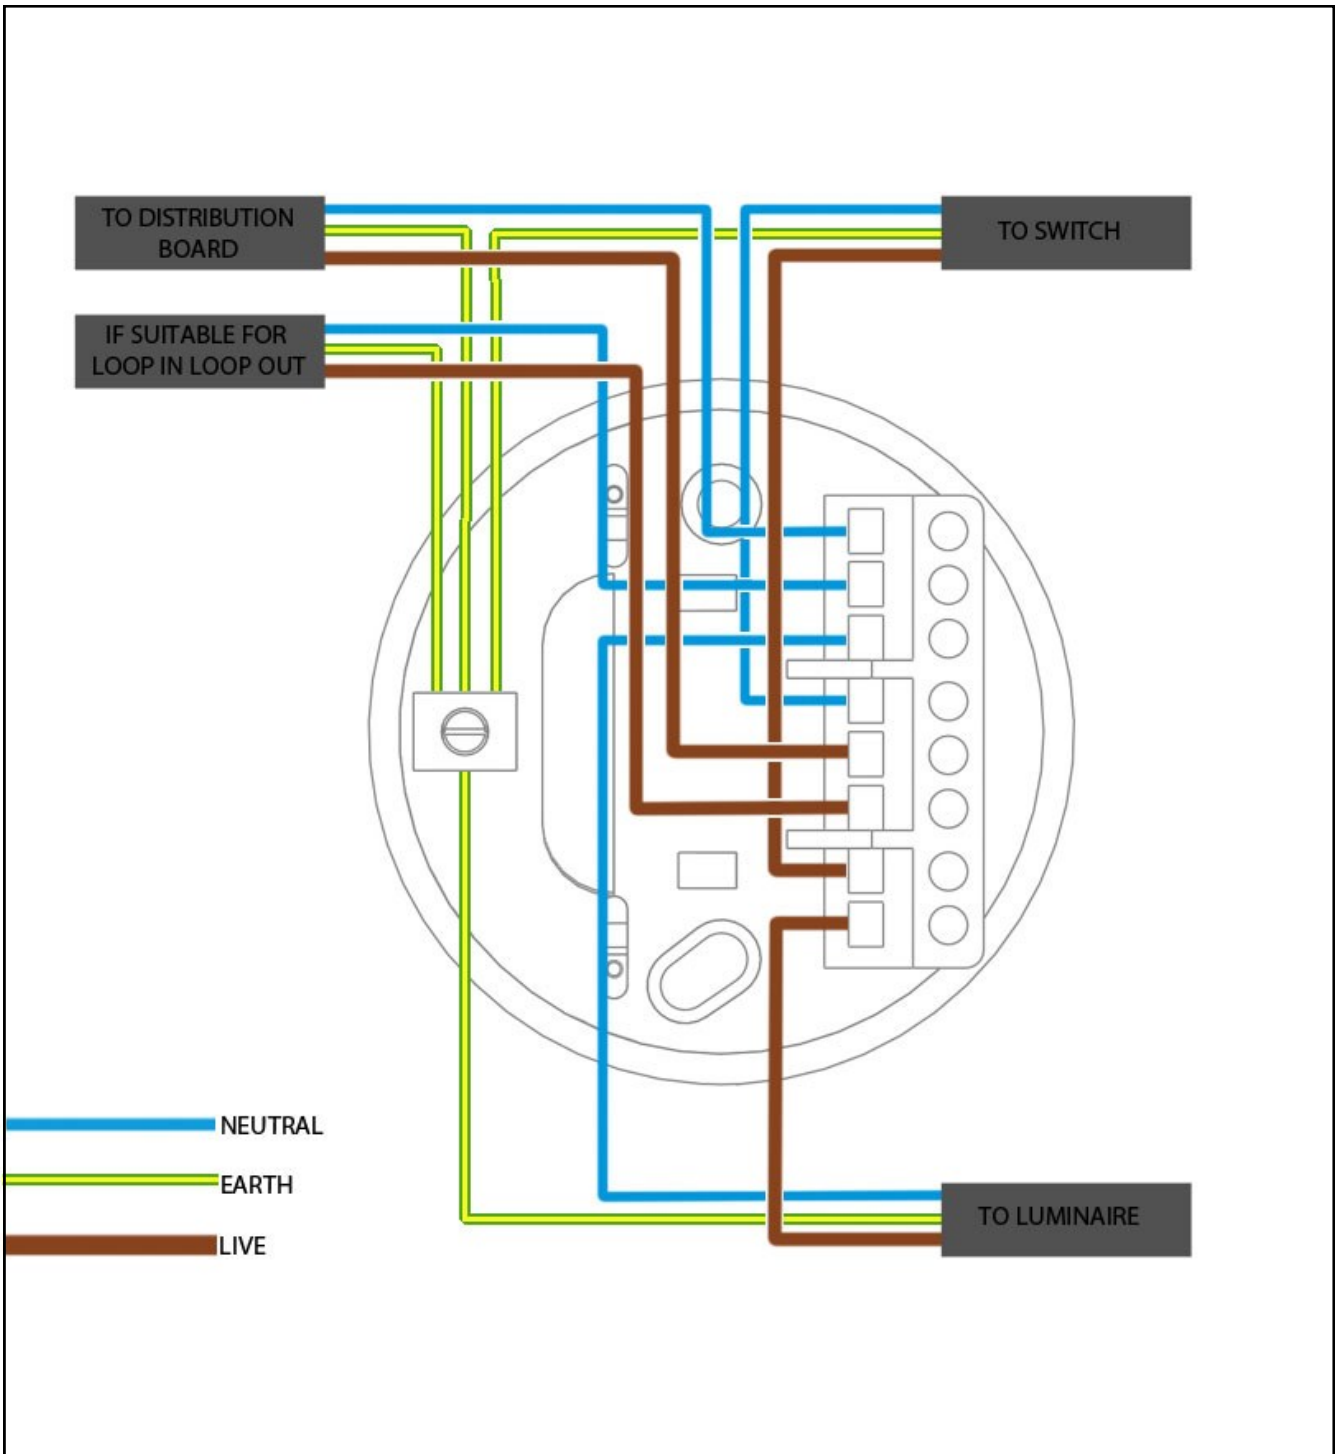 TO DISTRIBUTION
BOARD
TO SWITCH
IF SUITABLE FOR
LOOP IN LOOP OUT
NEUTRAL
EARTH
LIVE
TO LUMINAIRE